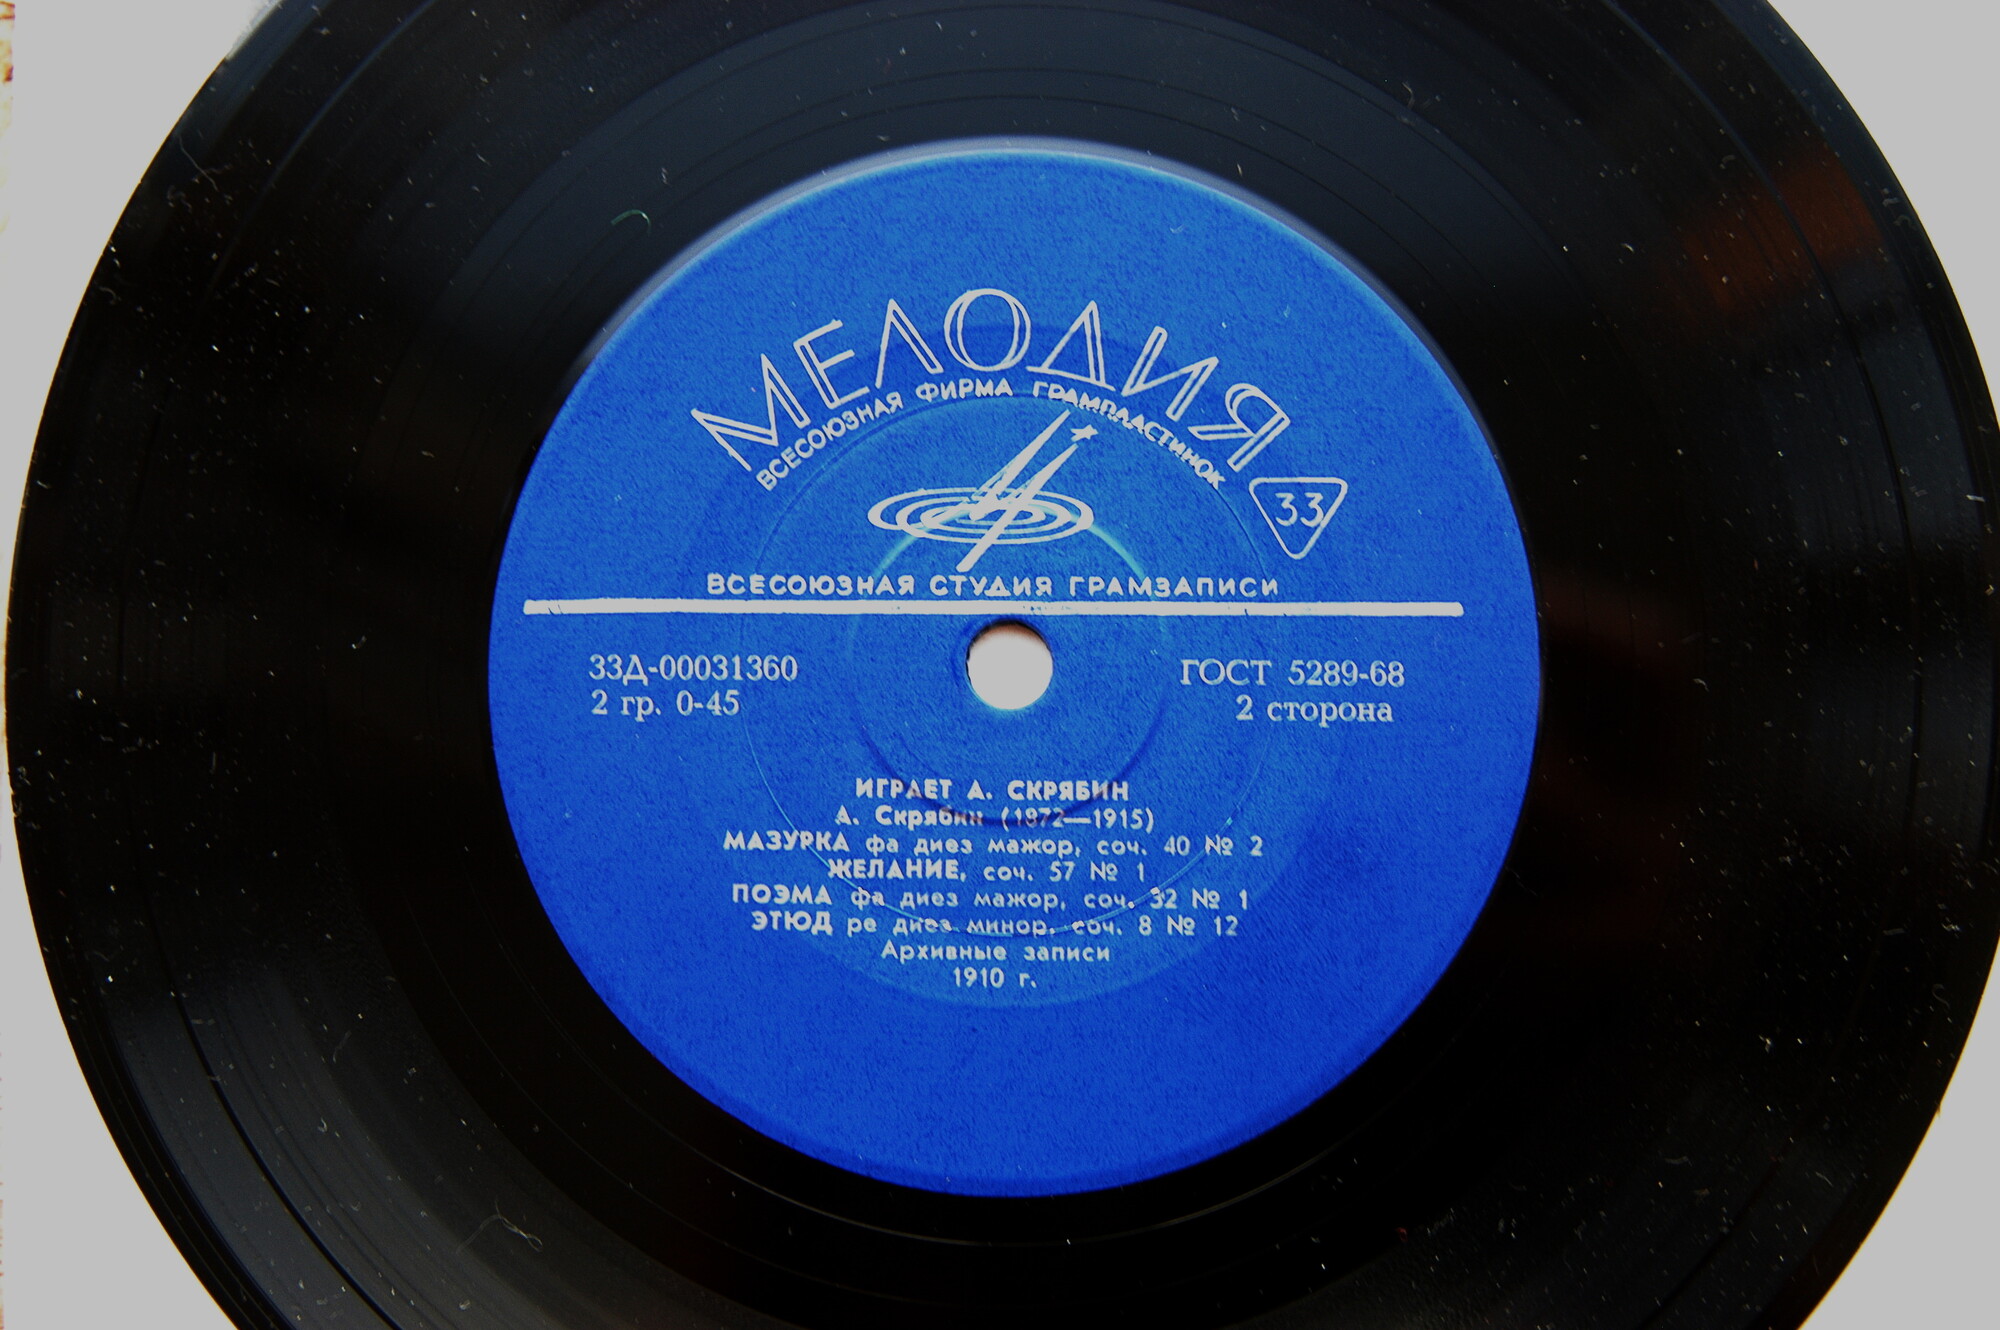 МЕЛОДИЯ
ВСЕСОЮЗНАЯ ФИРМА ГРАМПЛАСТИНОК
33
ВСЕСОЮЗНАЯ СТУДИЯ ГРАМЗАПИСИ
33Д-00031360 ГОСТ 5289-68
2 гр. 0-45 2 сторона
ИГРАЕТ А. СКРЯБИН
А. Скрябин (1872—1915)
МАЗУРКА фа диез мажор, соч. 40 № 2
ЖЕЛАНИЕ, соч. 57 № 1
ПОЭМА фа диез мажор, соч. 32 № 1
ЭТЮД ре диез минор, соч. 8 № 12
Архивные записи
1910 г.